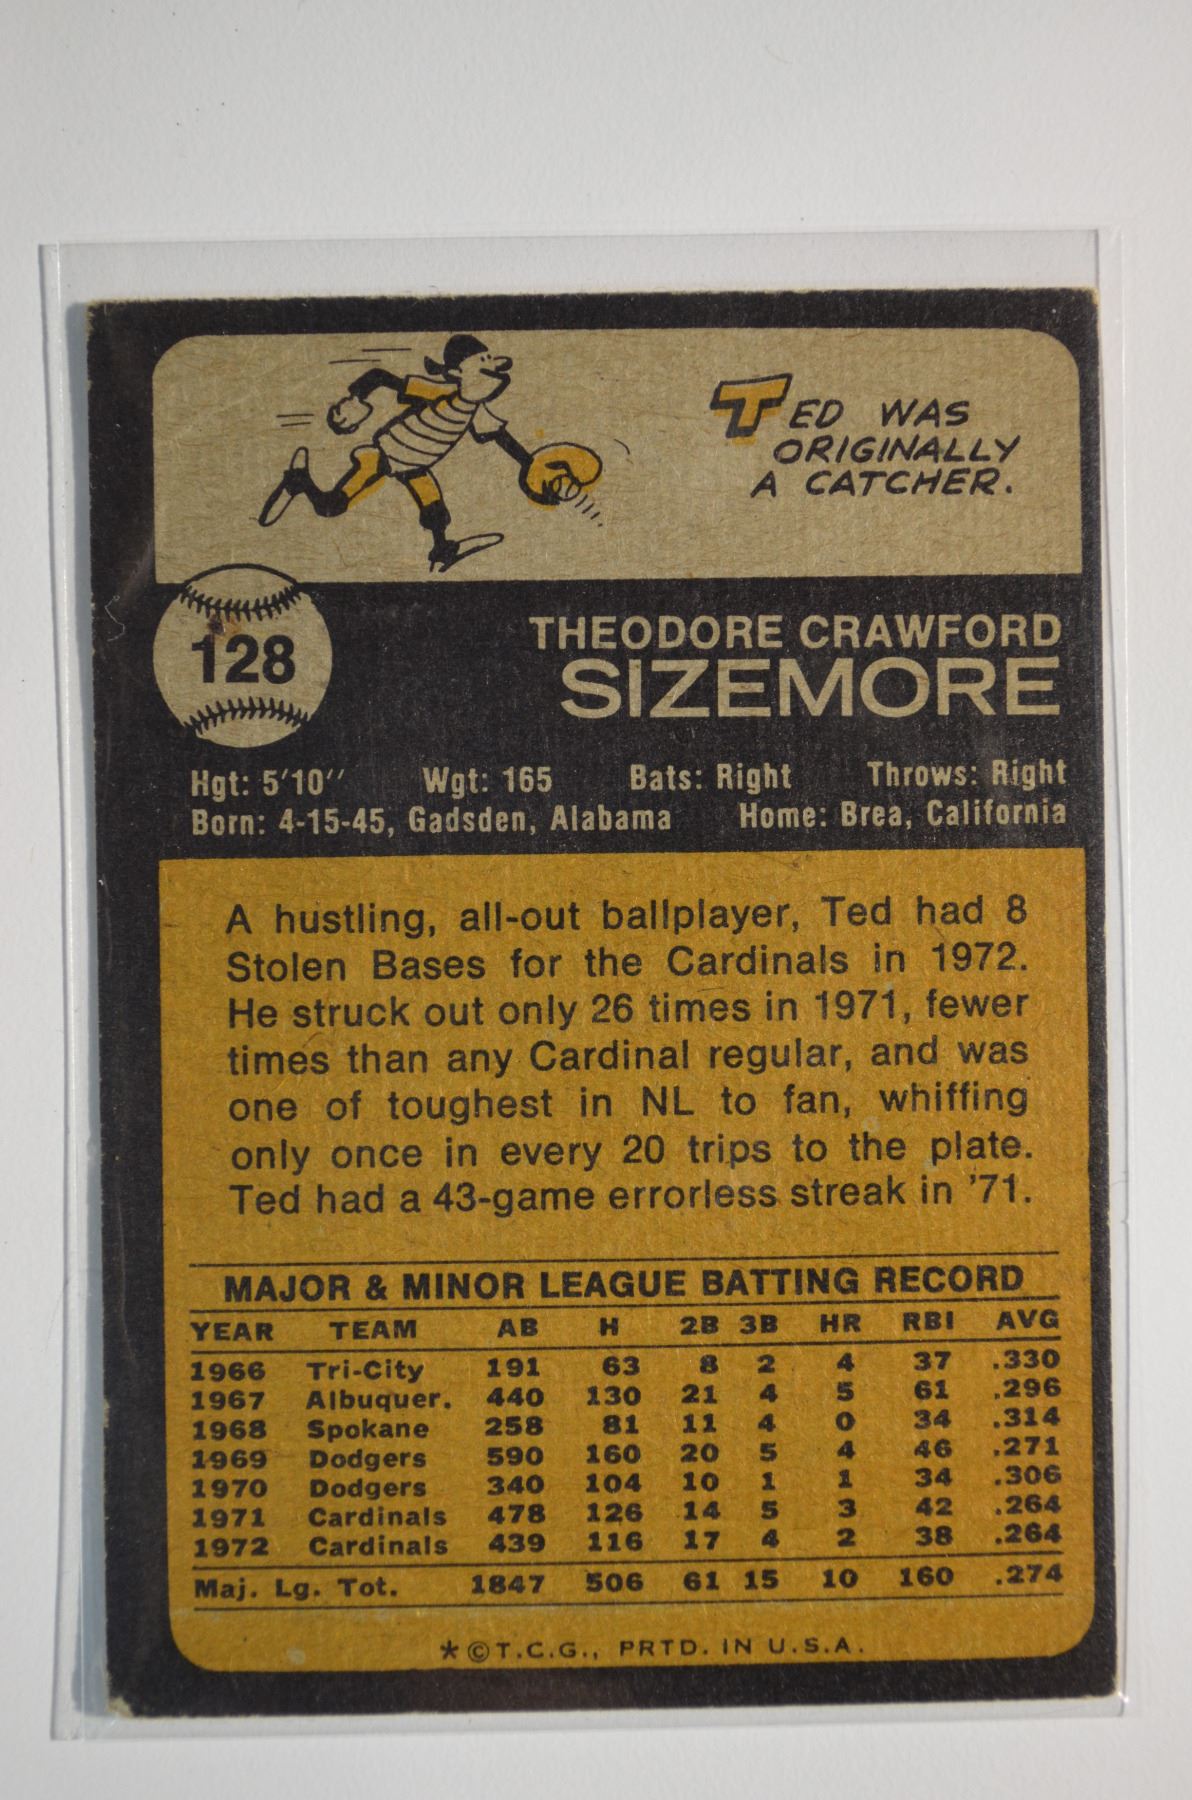 TED WAS
ORIGINALLY
A CATCHER.
128
THEODORE CRAWFORD
SIZEMORE
Hgt: 5'10'' Wgt: 165 Bats: Right Throws: Right
Born: 4-15-45, Gadsden, Alabama Home: Brea, California
A hustling, all-out ballplayer, Ted had 8
Stolen Bases for the Cardinals in 1972.
He struck out only 26 times in 1971, fewer
times than any Cardinal regular, and was
one of toughest in NL to fan, whiffing
only once in every 20 trips to the plate.
Ted had a 43-game errorless streak in '71.
MAJOR & MINOR LEAGUE BATTING RECORD
YEAR TEAM AB H 2B 3B HR RBI AVG
1966 Tri-City 191 63 8 2 4 37 .330
1967 Albuquer. 440 130 21 4 5 61 .296
1968 Spokane 258 81 11 4 0 34 .314
1969 Dodgers 590 160 20 5 4 46 .271
1970 Dodgers 340 104 10 1 1 34 .306
1971 Cardinals 478 126 14 5 3 42 .264
1972 Cardinals 439 116 17 4 2 38 .264
Maj. Lg. Tot. 1847 506 61 15 10 160 .274
*©T.C.G., PRTD. IN U.S.A.